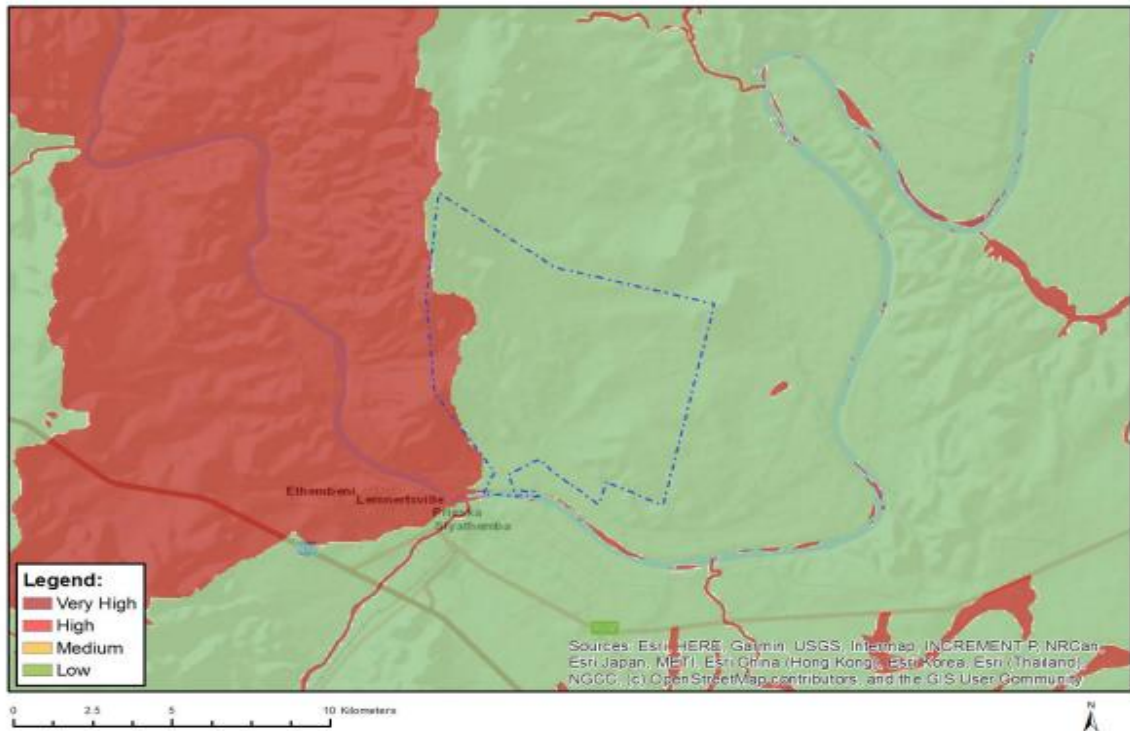 Ethembeni
Lemmertsville
Prieska
Siyathemba
Legend:
Very High
High
Medium
Low
Sources: Esri, HERE, Garmin, USGS, Intermap, INCREMENT P, NRCan,
Esri Japan, METI, Esri China (Hong Kong), Esri Korea, Esri (Thailand),
NGCC, (c) OpenStreetMap contributors, and the GIS User Community
0 2.5 5 10 Kilometers
N